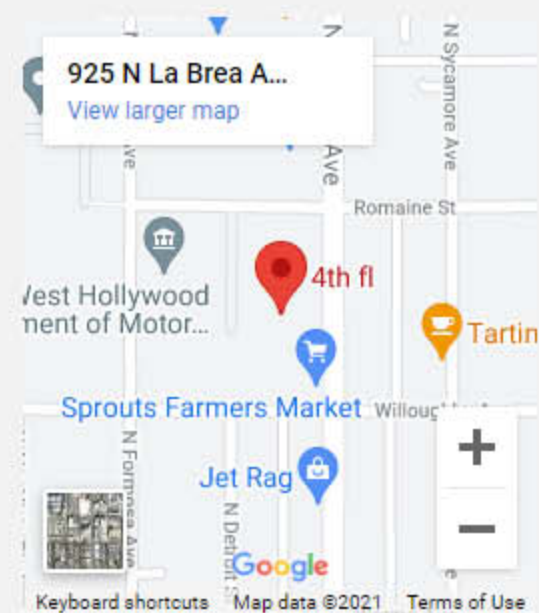 925 N La Brea A...
View larger map
N Sycamore Ave
Ave
N
Ave
Romaine St
4th fl
West Hollywood
ment of Motor...
Tartin
Sprouts Farmers Market
Jet Rag
N Formosa Ave
N Detroit S
Google
Keyboard shortcuts
Map data ©2021
Terms of Use